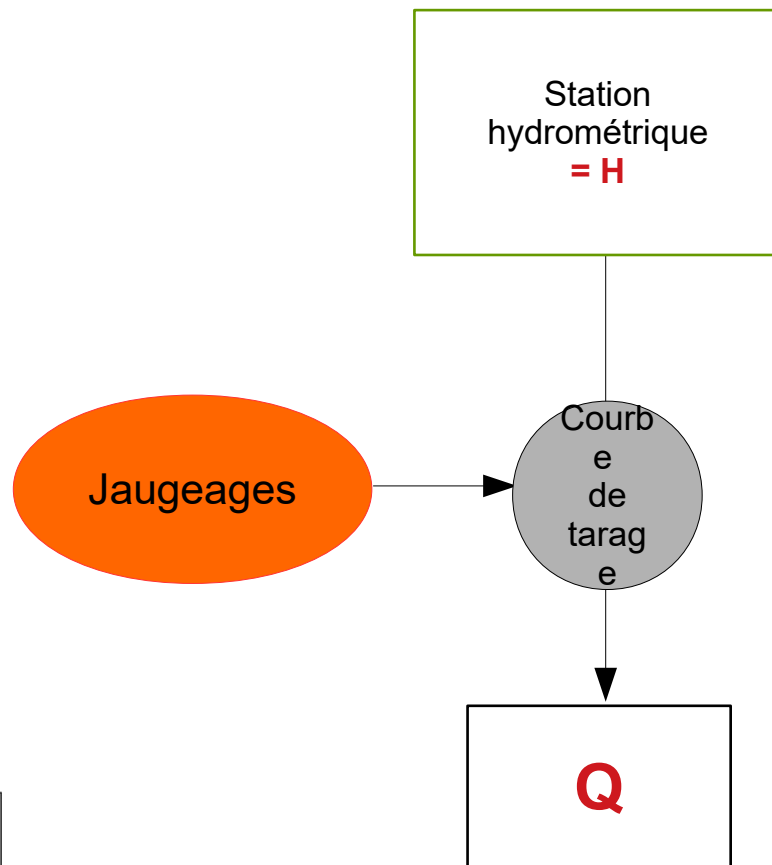 Station
hydrométrique
= H
Jaugeages
Courb
e
de
tarag
e
Q